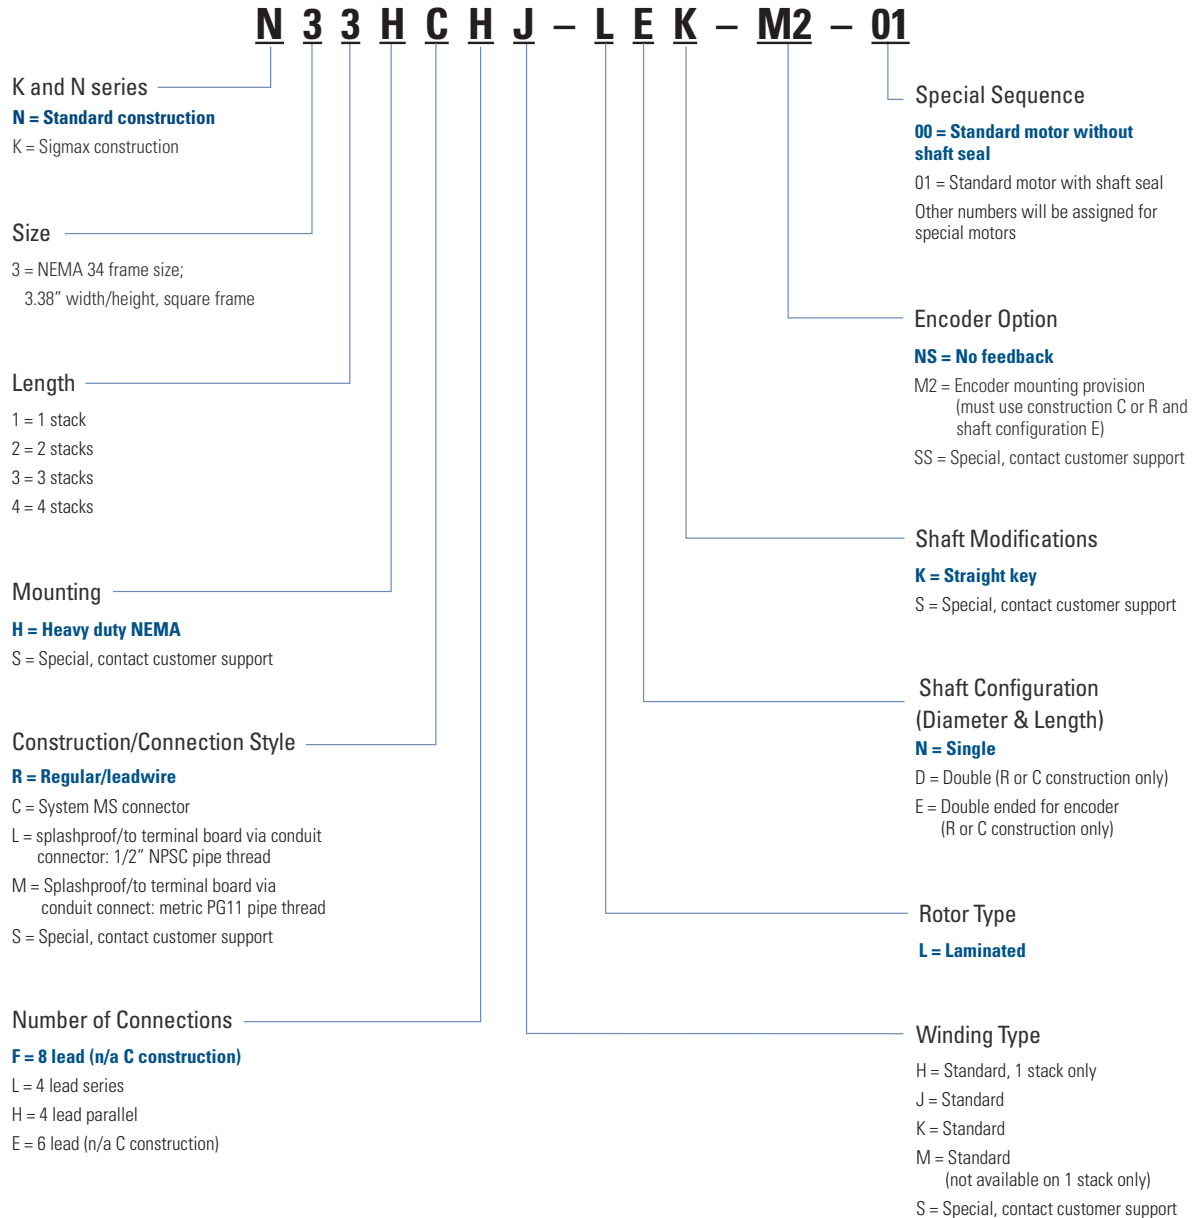 N 3 3 H C H J – L E K – M2 – 01
K and N series
N = Standard construction
K = Sigmax construction
Size
3 = NEMA 34 frame size;
3.38” width/height, square frame
Length
1 = 1 stack
2 = 2 stacks
3 = 3 stacks
4 = 4 stacks
Mounting
H = Heavy duty NEMA
S = Special, contact customer support
Construction/Connection Style
R = Regular/leadwire
C = System MS connector
L = splashproof/to terminal board via conduit
connector: 1/2” NPSC pipe thread
M = Splashproof/to terminal board via
conduit connect: metric PG11 pipe thread
S = Special, contact customer support
Number of Connections
F = 8 lead (n/a C construction)
L = 4 lead series
H = 4 lead parallel
E = 6 lead (n/a C construction)
Special Sequence
00 = Standard motor without
shaft seal
01 = Standard motor with shaft seal
Other numbers will be assigned for
special motors
Encoder Option
NS = No feedback
M2 = Encoder mounting provision
(must use construction C or R and
shaft configuration E)
SS = Special, contact customer support
Shaft Modifications
K = Straight key
S = Special, contact customer support
Shaft Configuration
(Diameter & Length)
N = Single
D = Double (R or C construction only)
E = Double ended for encoder
(R or C construction only)
Rotor Type
L = Laminated
Winding Type
H = Standard, 1 stack only
J = Standard
K = Standard
M = Standard
(not available on 1 stack only)
S = Special, contact customer support